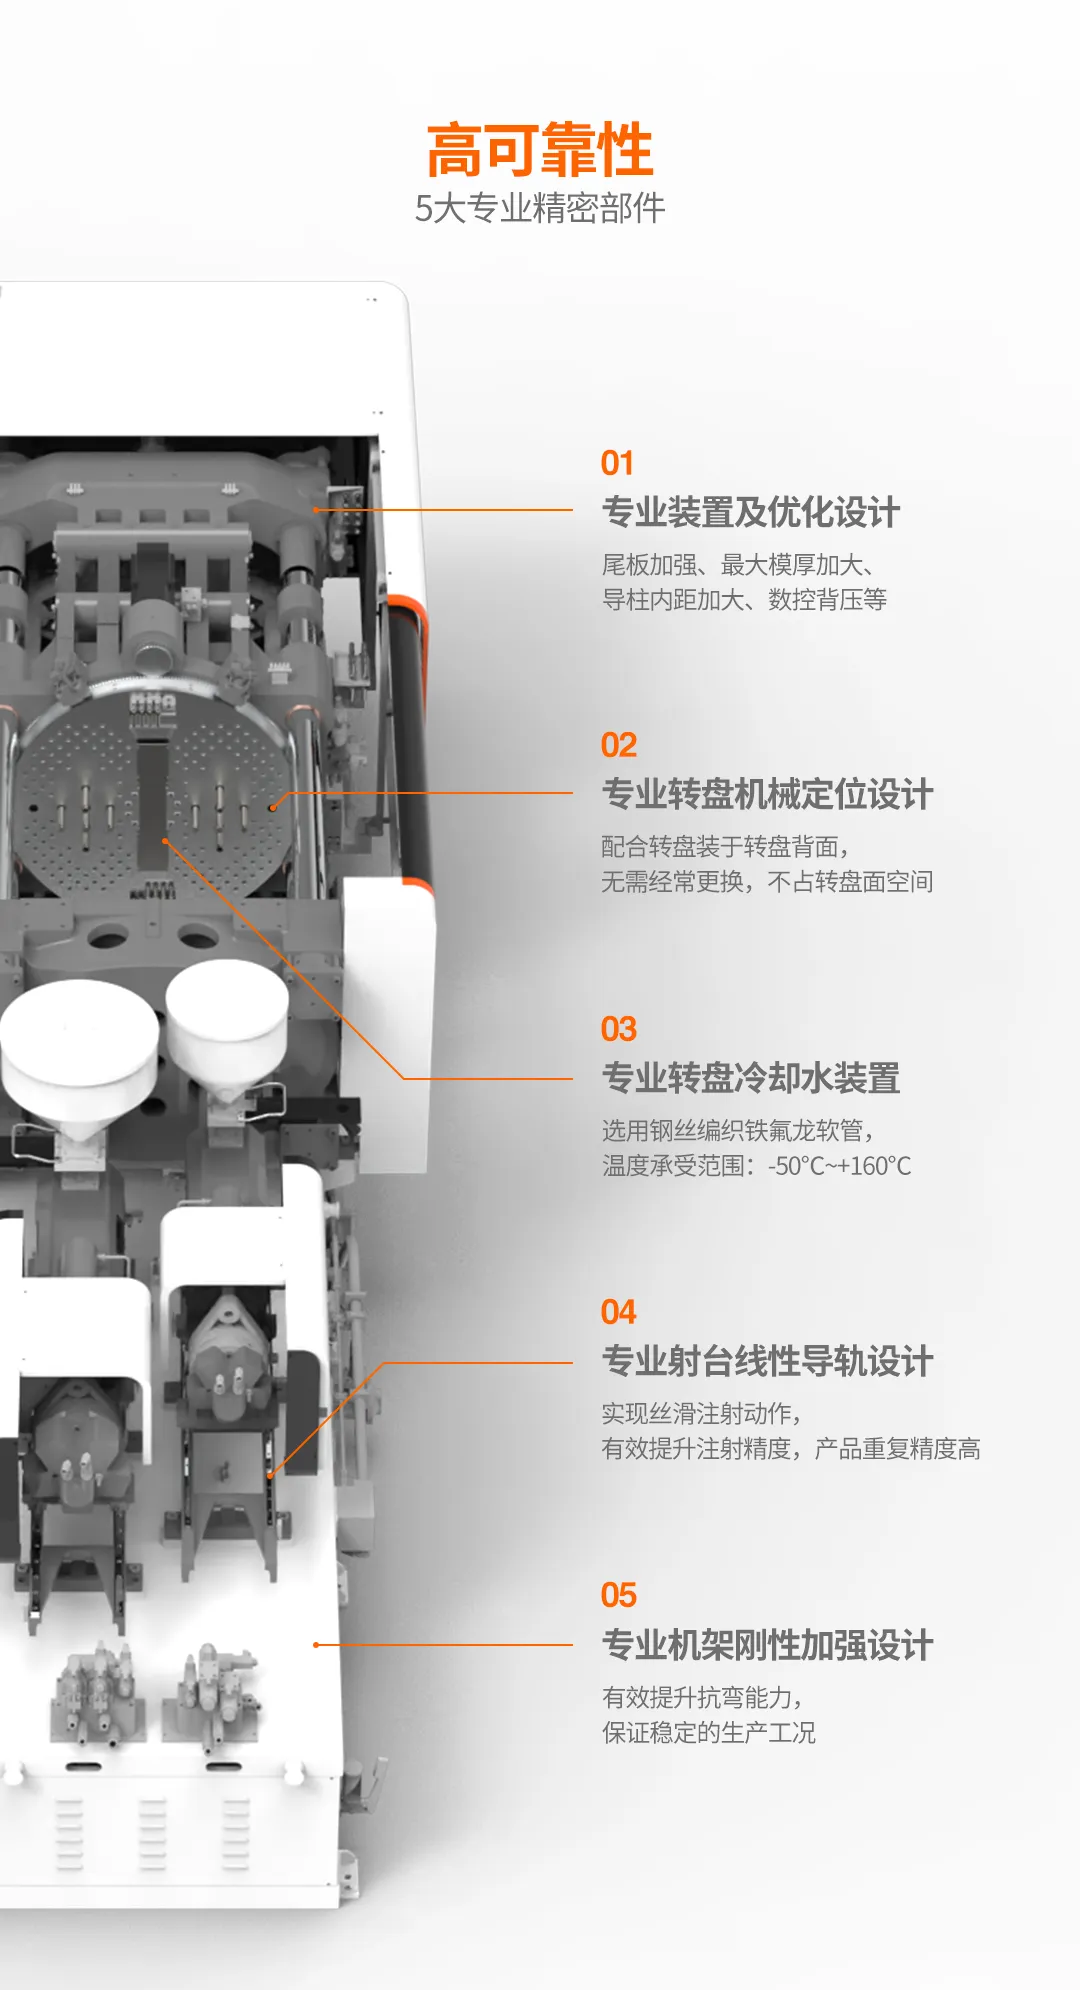 高可靠性
5大专业精密部件
01
专业装置及优化设计
尾板加强、最大模厚加大、
导柱内距加大、数控背压等
02
专业转盘机械定位设计
配合转盘装于转盘背面，
无需经常更换，不占转盘面空间
03
专业转盘冷却水装置
选用钢丝编织铁氟龙软管，
温度承受范围：-50°C~+160°C
04
专业射台线性导轨设计
实现丝滑注射动作，
有效提升注射精度，产品重复精度高
05
专业机架刚性加强设计
有效提升抗弯能力，
保证稳定的生产工况